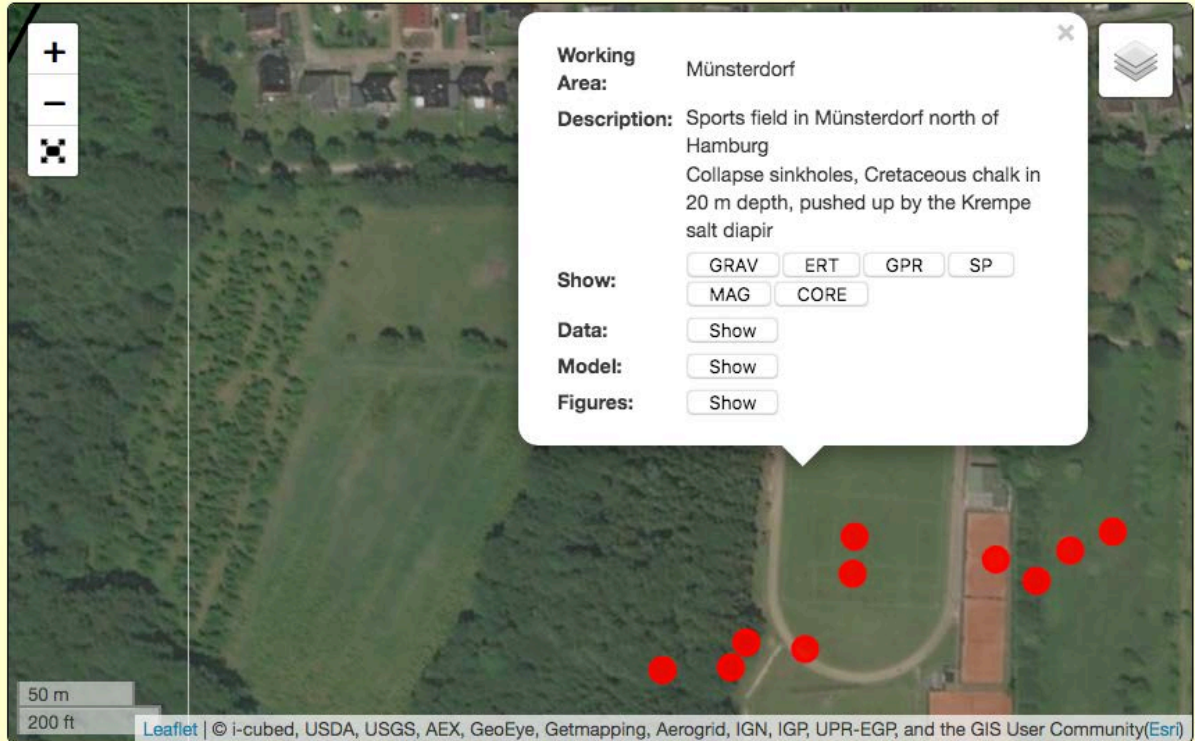 +
−
×
Working
Area:
Münsterdorf
Description:
Sports field in Münsterdorf north of
Hamburg
Collapse sinkholes, Cretaceous chalk in
20 m depth, pushed up by the Krempe
salt diapir
Show:
GRAV ERT GPR SP
MAG CORE
Data: Show
Model: Show
Figures: Show
50 m
200 ft
Leaflet | © i-cubed, USDA, USGS, AEX, GeoEye, Getmapping, Aerogrid, IGN, IGP, UPR-EGP, and the GIS User Community(Esri)